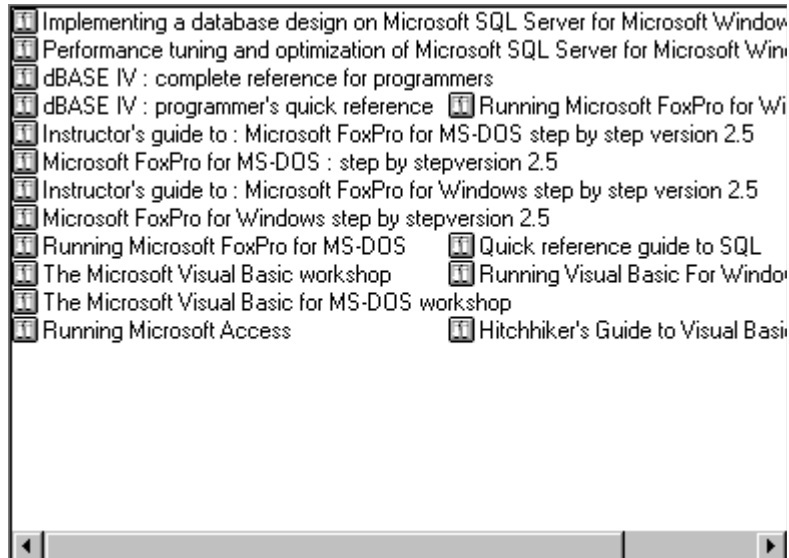 Implementing a database design on Microsoft SQL Server for Microsoft Window
Performance tuning and optimization of Microsoft SQL Server for Microsoft Win
dBASE IV : complete reference for programmers
dBASE IV : programmer's quick reference Running Microsoft FoxPro for Wi
Instructor's guide to : Microsoft FoxPro for MS-DOS step by step version 2.5
Microsoft FoxPro for MS-DOS : step by stepversion 2.5
Instructor's guide to : Microsoft FoxPro for Windows step by step version 2.5
Microsoft FoxPro for Windows step by stepversion 2.5
Running Microsoft FoxPro for MS-DOS Quick reference guide to SQL
The Microsoft Visual Basic workshop Running Visual Basic For Windo
The Microsoft Visual Basic for MS-DOS workshop
Running Microsoft Access Hitchhiker's Guide to Visual Basi